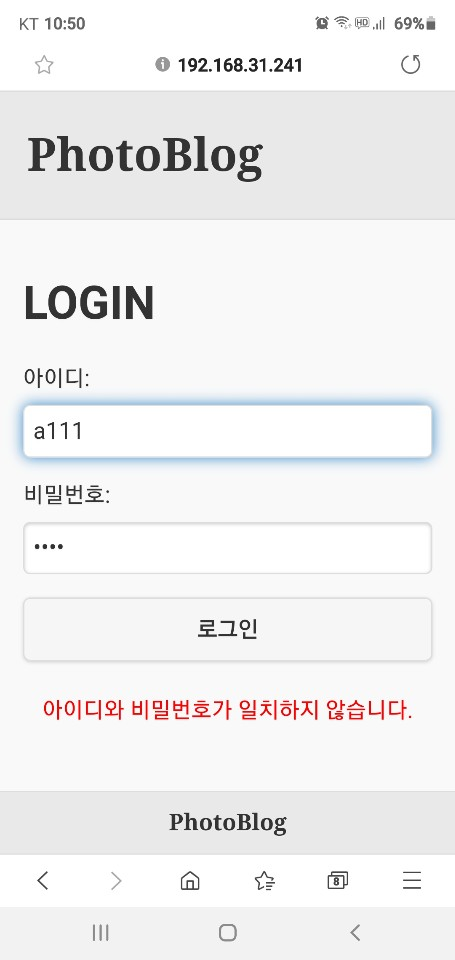 KT 10:50
HD 69%
192.168.31.241
PhotoBlog
LOGIN
아이디:
a111
비밀번호:
••••
로그인
아이디와 비밀번호가 일치하지 않습니다.
PhotoBlog
8